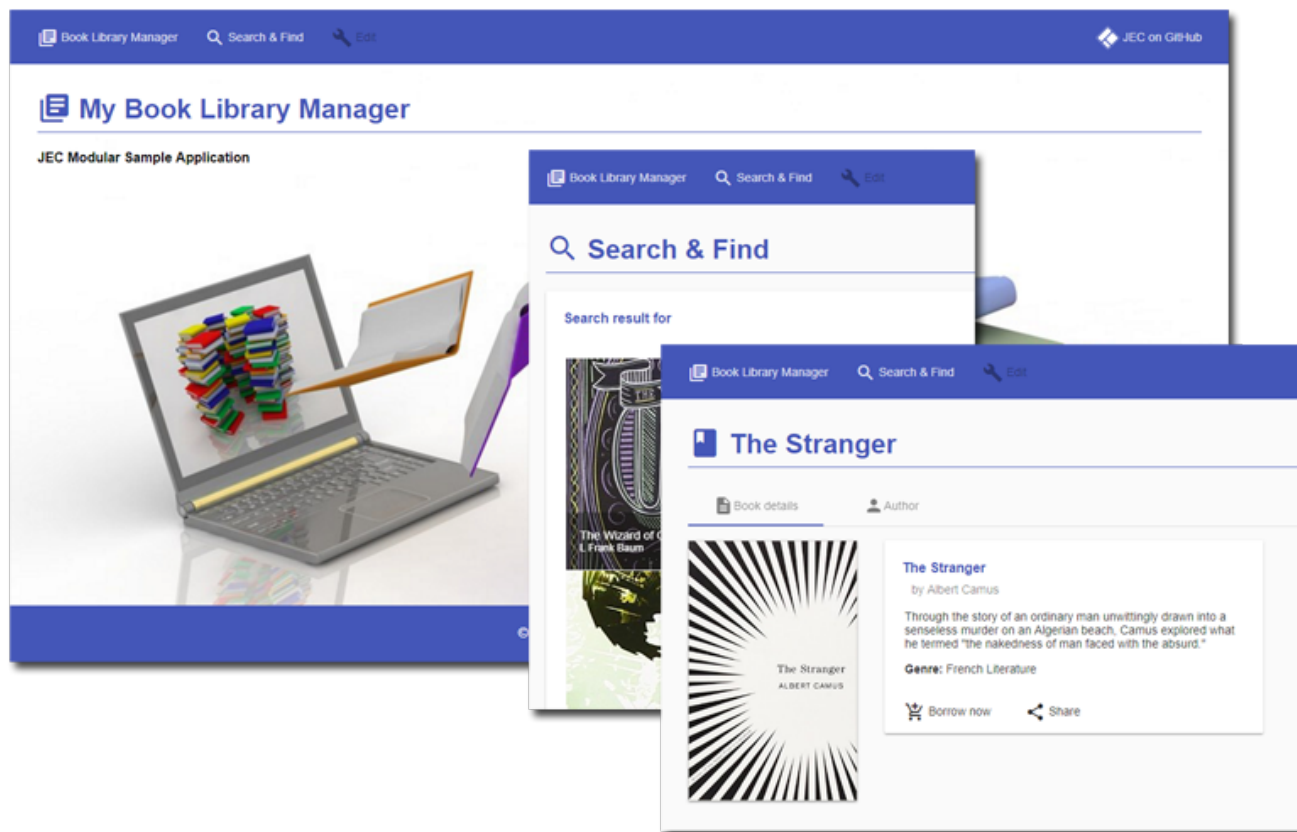 Book Library Manager Search & Find Edit JEC on GitHub
My Book Library Manager
JEC Modular Sample Application
©
Book Library Manager Search & Find Edit
Search & Find
Search result for
THE
The Wizard of
L Frank Baum
Book Library Manager Search & Find Edit
The Stranger
Book details Author
The Stranger
ALBERT CAMUS
The Stranger
by Albert Camus
Through the story of an ordinary man unwittingly drawn into a
senseless murder on an Algerian beach, Camus explored what
he termed "the nakedness of man faced with the absurd."
Genre: French Literature
Borrow now Share